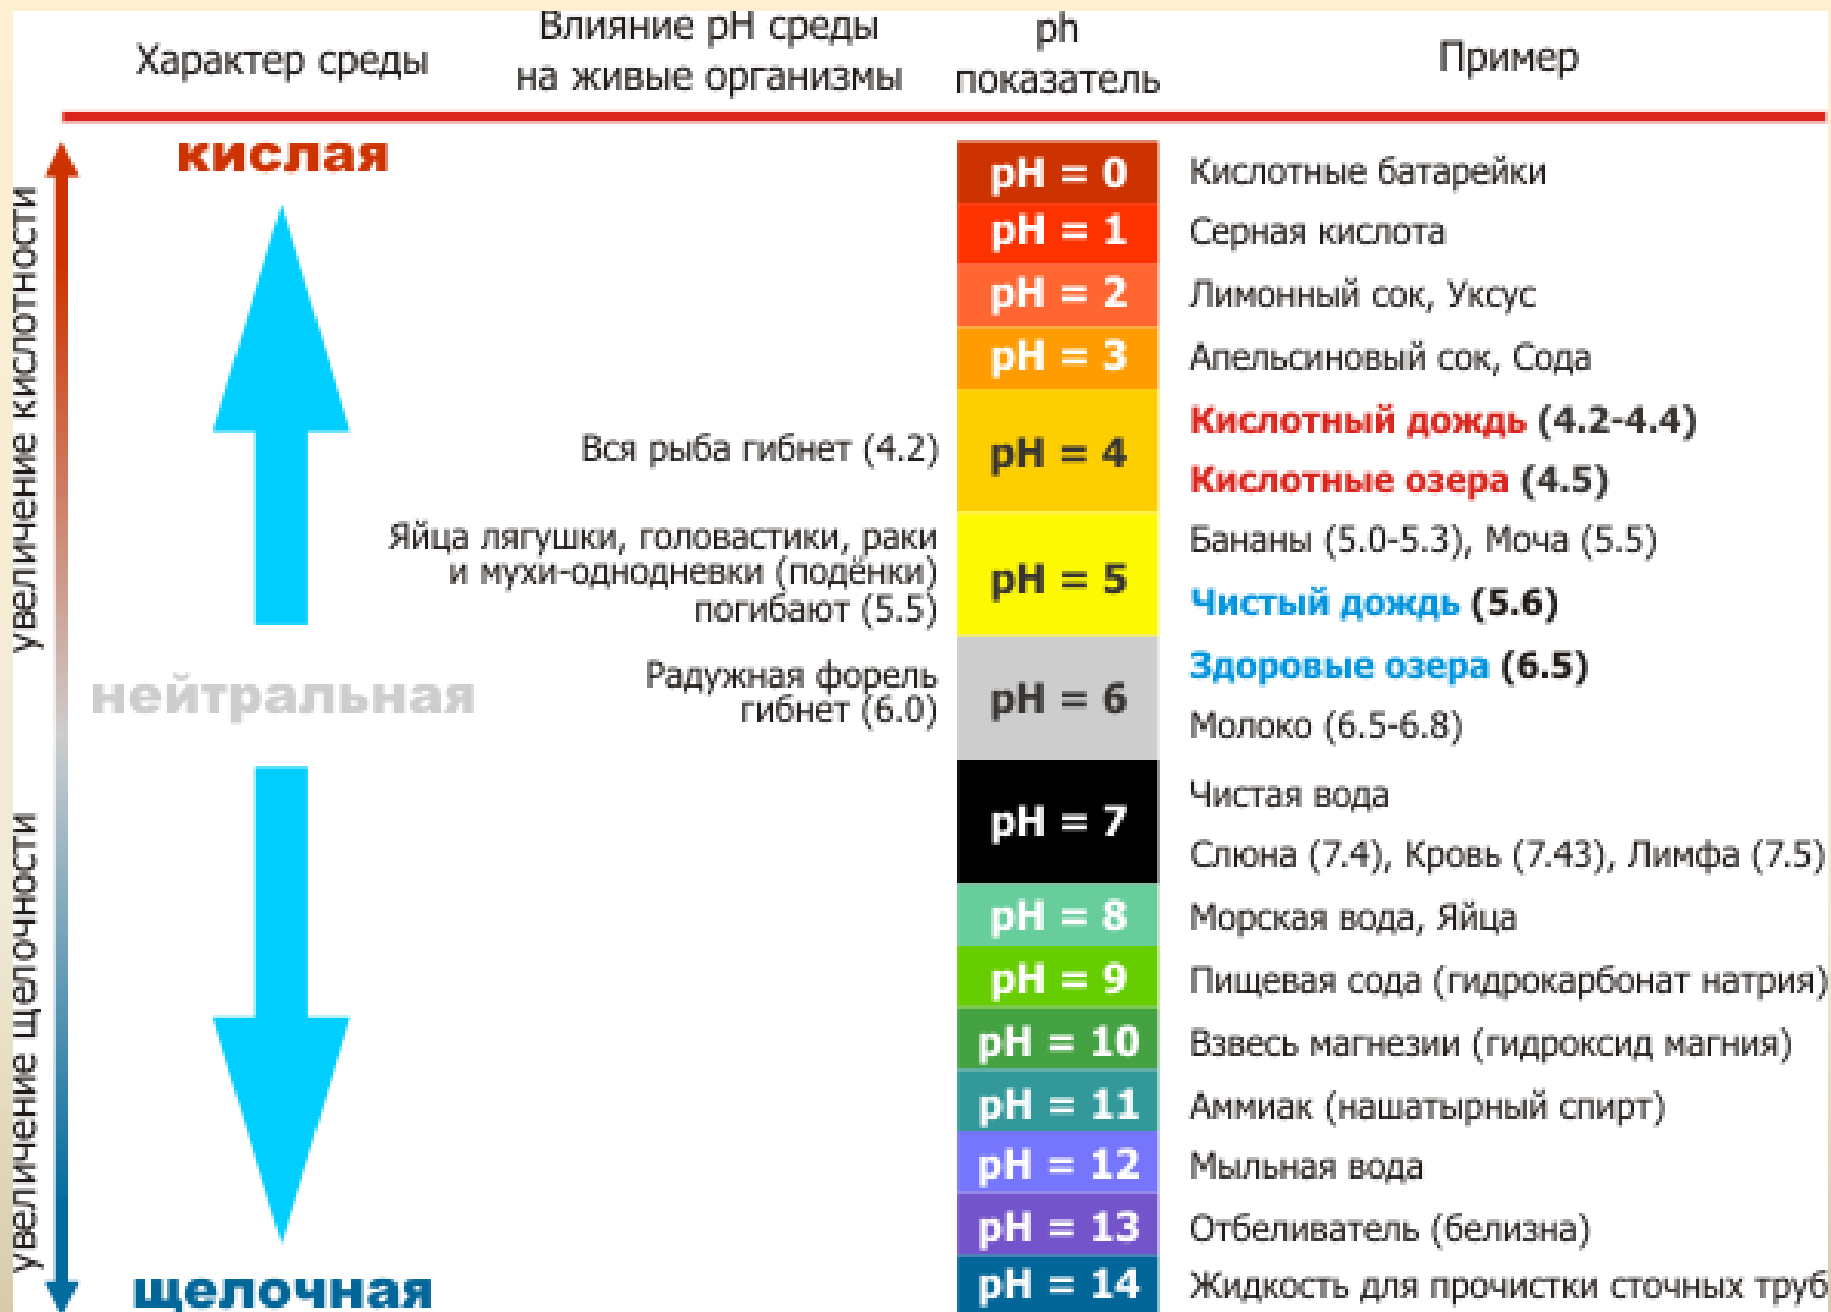 Характер среды
Влияние pH среды
на живые организмы
ph
показатель
Пример
увеличение кислотности
увеличение щелочности
кислая
нейтральная
щелочная
pH = 0
Кислотные батарейки
pH = 1
Серная кислота
pH = 2
Лимонный сок, Уксус
pH = 3
Апельсиновый сок, Сода
Вся рыба гибнет (4.2)
pH = 4
Кислотный дождь (4.2-4.4)
Кислотные озера (4.5)
Яйца лягушки, головастики, раки
и мухи-однодневки (подёнки)
погибают (5.5)
pH = 5
Бананы (5.0-5.3), Моча (5.5)
Чистый дождь (5.6)
Радужная форель
гибнет (6.0)
pH = 6
Здоровые озера (6.5)
Молоко (6.5-6.8)
pH = 7
Чистая вода
Слюна (7.4), Кровь (7.43), Лимфа (7.5)
pH = 8
Морская вода, Яйца
pH = 9
Пищевая сода (гидрокарбонат натрия)
pH = 10
Взвесь магнезии (гидроксид магния)
pH = 11
Аммиак (нашатырный спирт)
pH = 12
Мыльная вода
pH = 13
Отбеливатель (белизна)
pH = 14
Жидкость для прочистки сточных труб